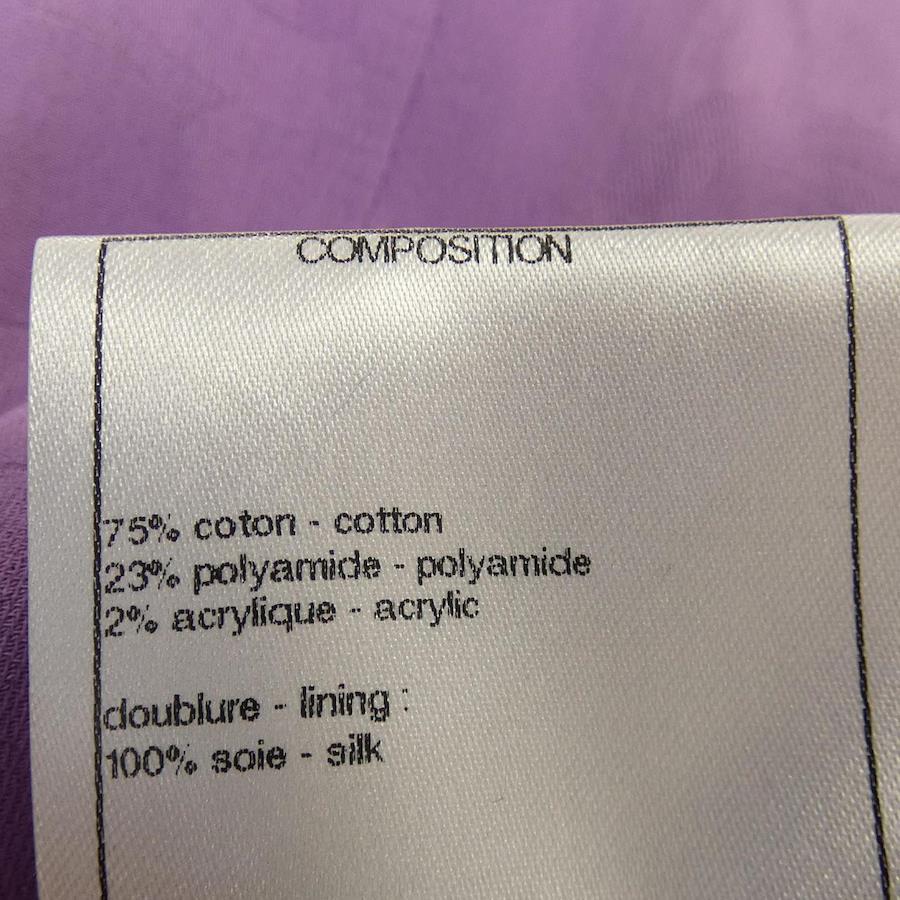 COMPOSITION
75% coton - cotton
23% polyamide - polyamide
2% acrylique - acrylic
doublure - lining :
100% soie - silk